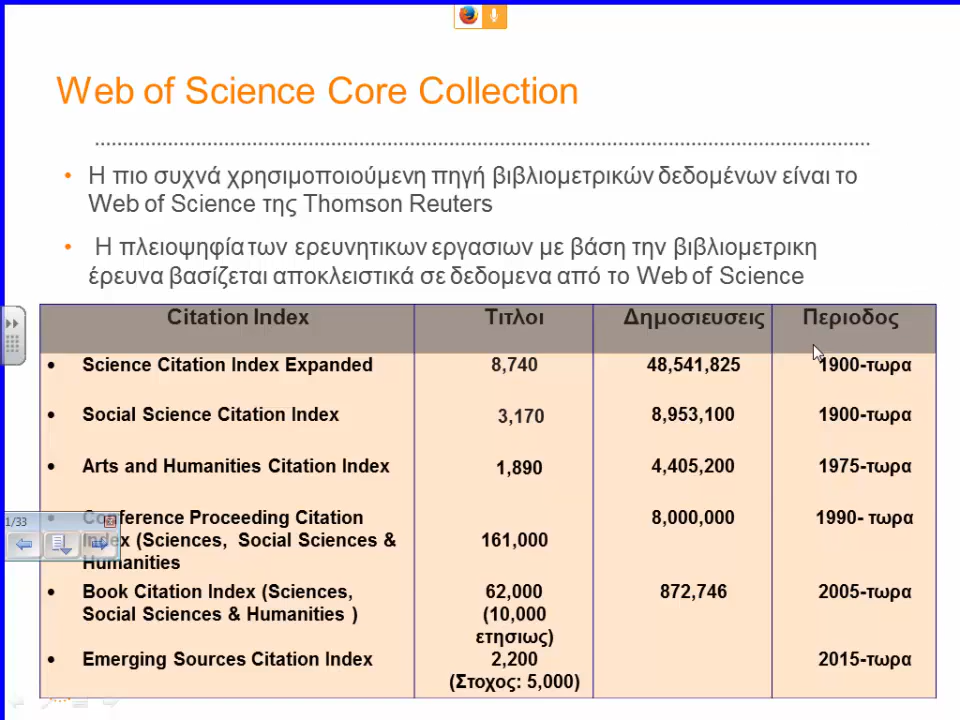 Web of Science Core Collection
• Η πιο συχνά χρησιμοποιούμενη πηγή βιβλιομετρικών δεδομένων είναι το
Web of Science της Thomson Reuters
• Η πλειοψηφία των ερευνητικων εργασιων με βάση την βιβλιομετρικη
έρευνα βασίζεται αποκλειστικά σε δεδομενα από το Web of Science
Citation Index Τιτλοι Δημοσιευσεις Περιοδος
• Science Citation Index Expanded 8,740 48,541,825 1900-τωρα
• Social Science Citation Index 3,170 8,953,100 1900-τωρα
• Arts and Humanities Citation Index 1,890 4,405,200 1975-τωρα
1/33
• Conference Proceeding Citation 8,000,000 1990- τωρα
Index (Sciences, Social Sciences & 161,000
Humanities
• Book Citation Index (Sciences, 62,000 872,746 2005-τωρα
Social Sciences & Humanities ) (10,000
ετησιως)
• Emerging Sources Citation Index 2,200 2015-τωρα
(Στοχος: 5,000)